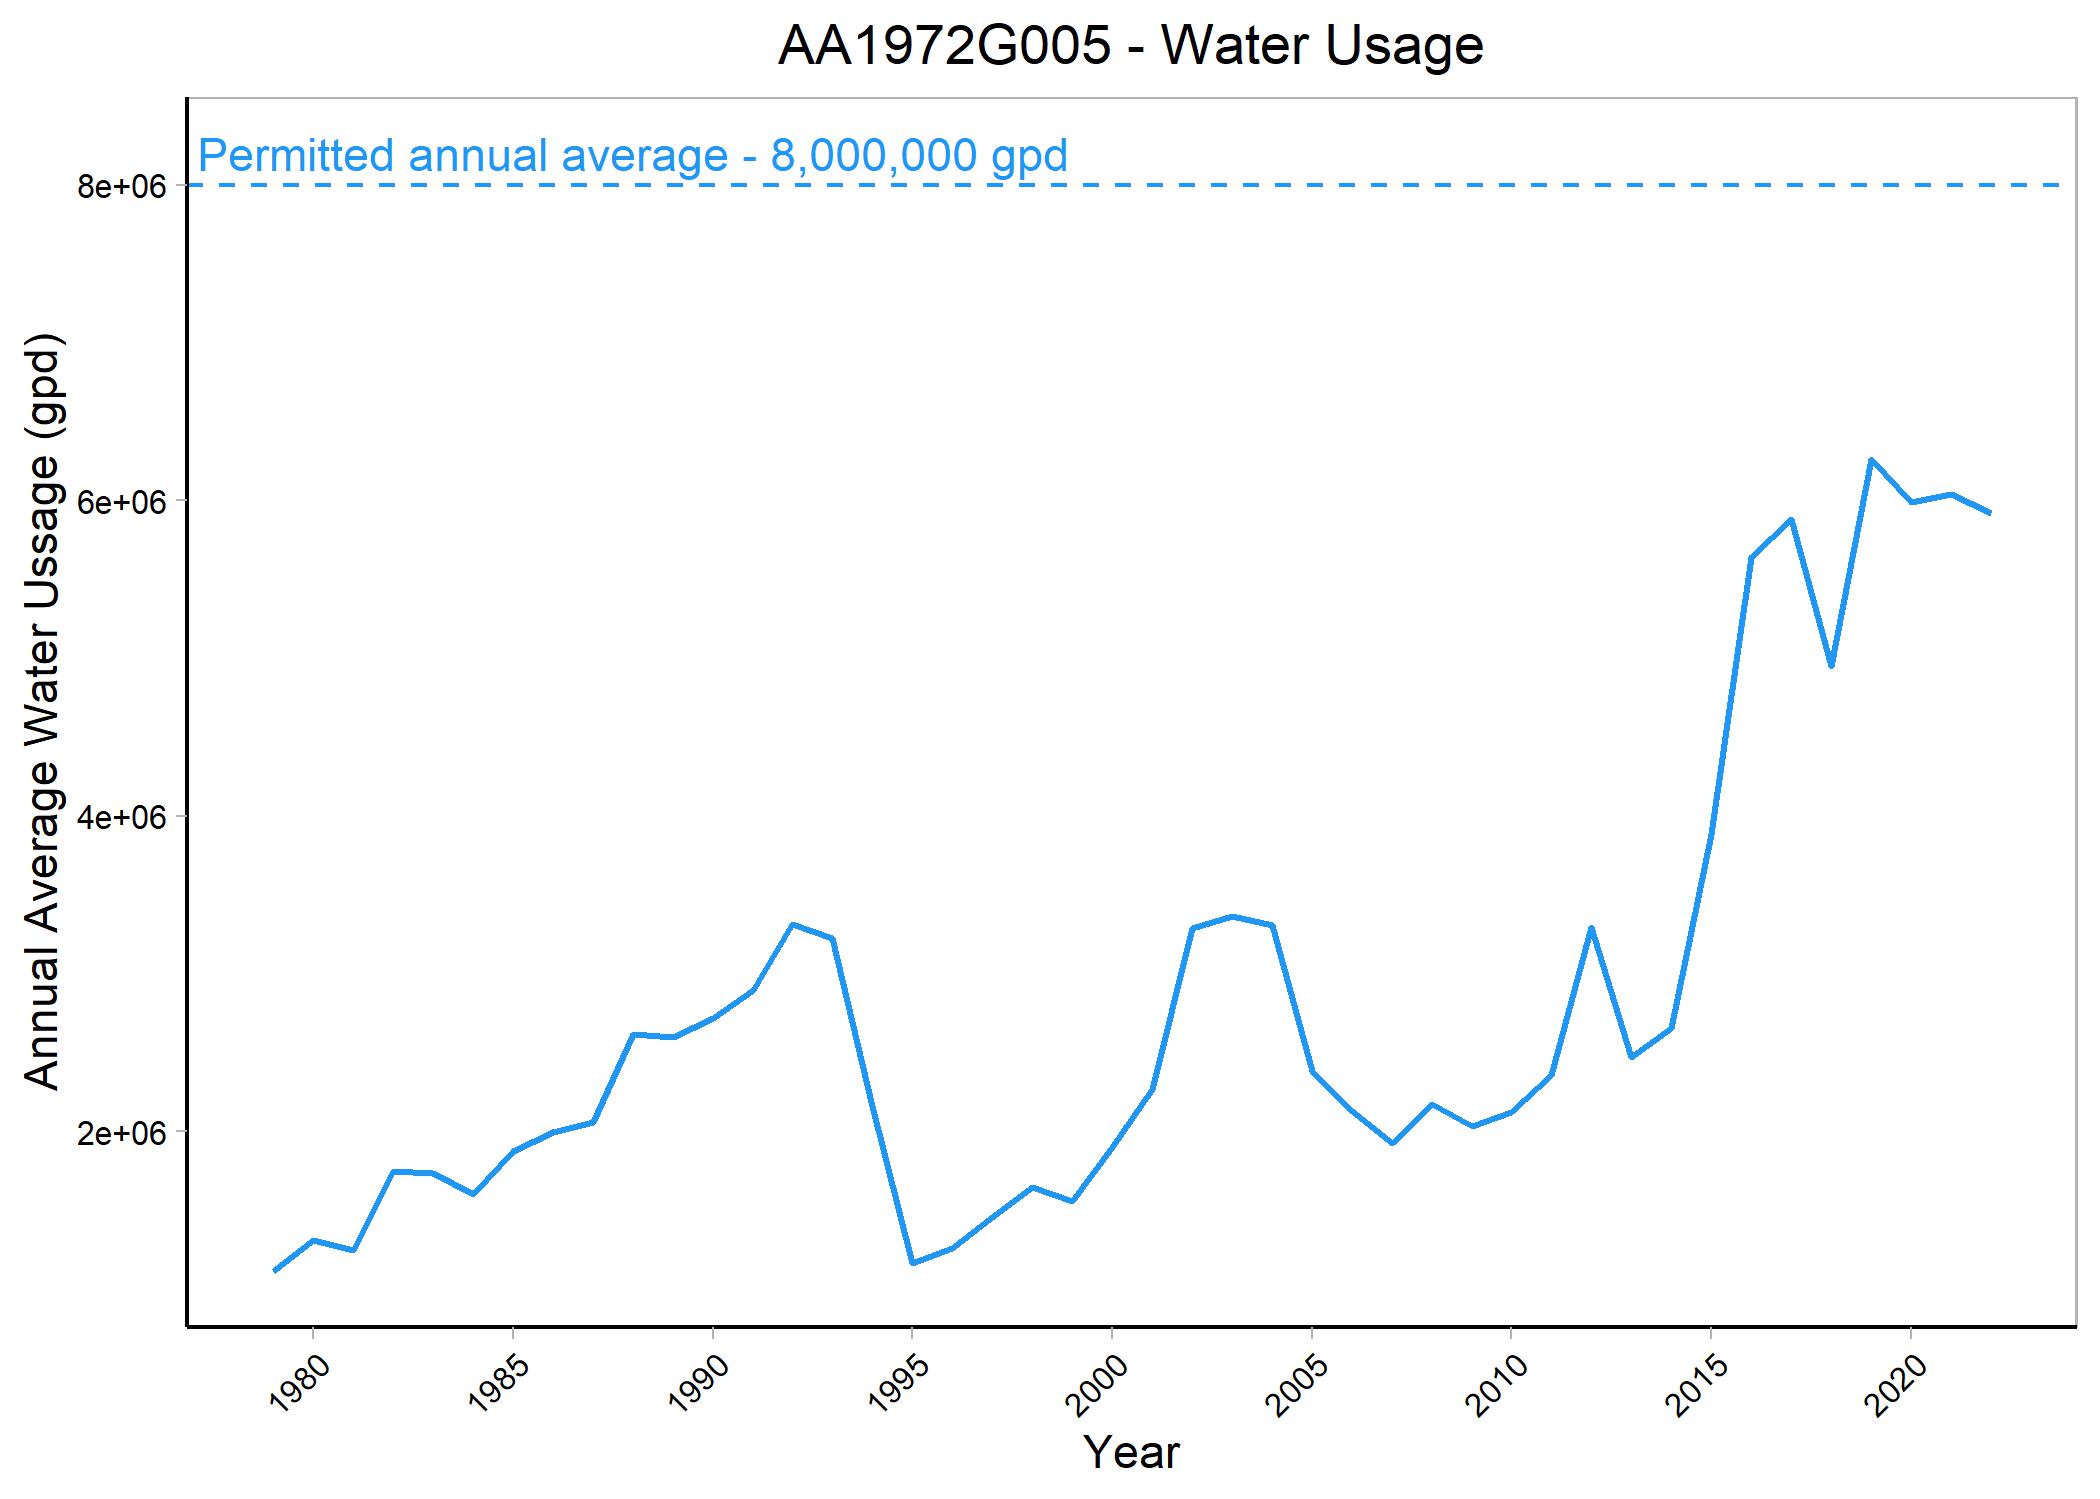 AA1972G005 - Water Usage
Permitted annual average - 8,000,000 gpd
Annual Average Water Ussage (gpd)
8e+06
6e+06
4e+06
2e+06
1980
1985
1990
1995
2000
2005
2010
2015
2020
Year